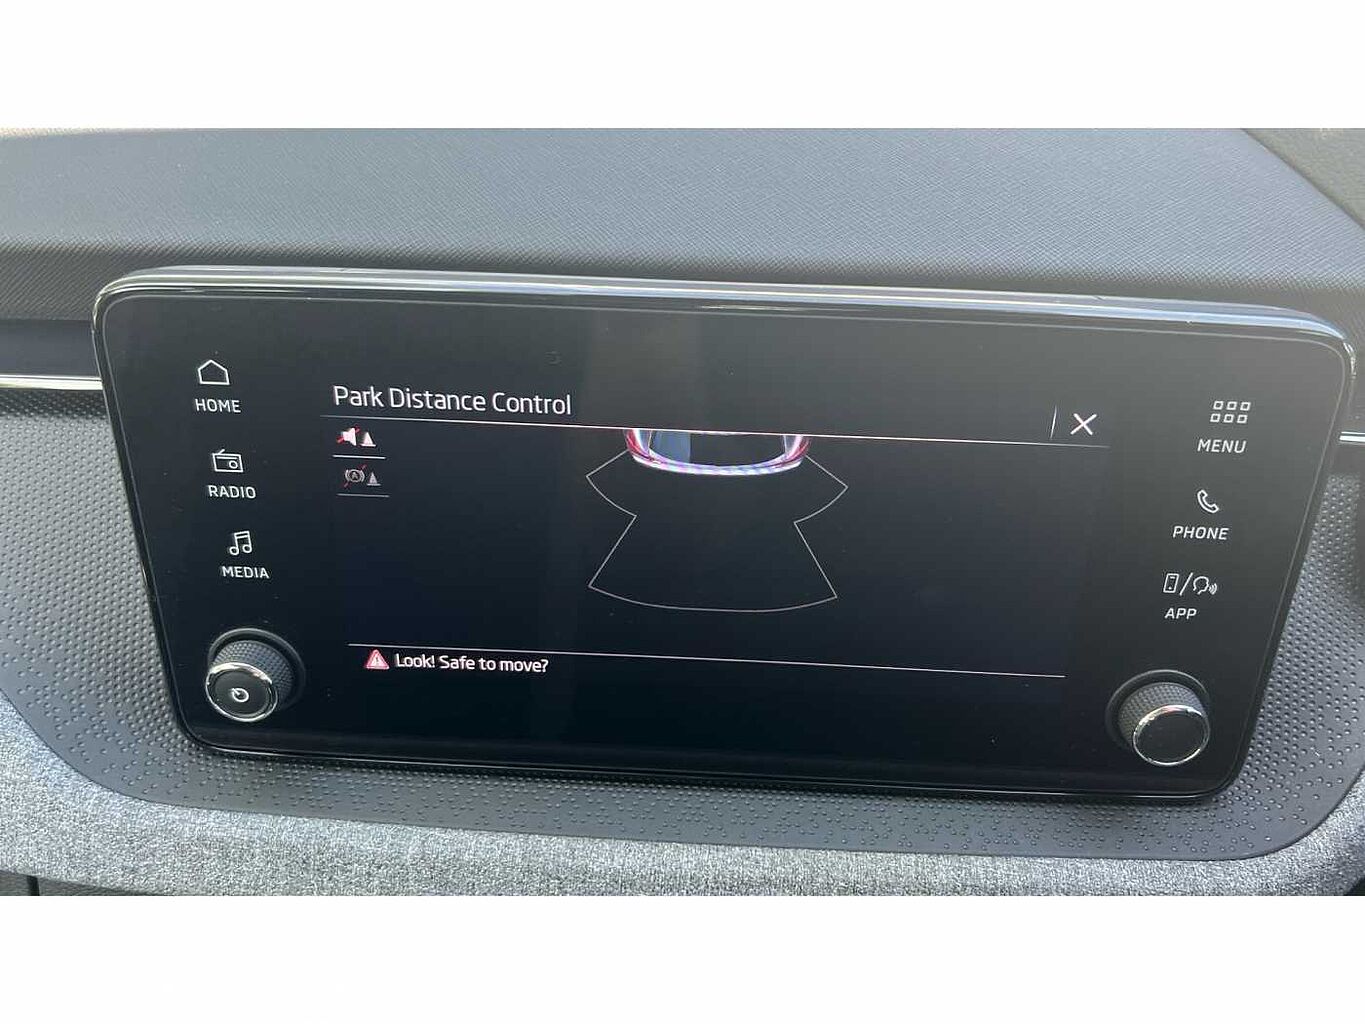 Park Distance Control
HOME
RADIO
MEDIA
MENU
PHONE
APP
Look! Safe to move?